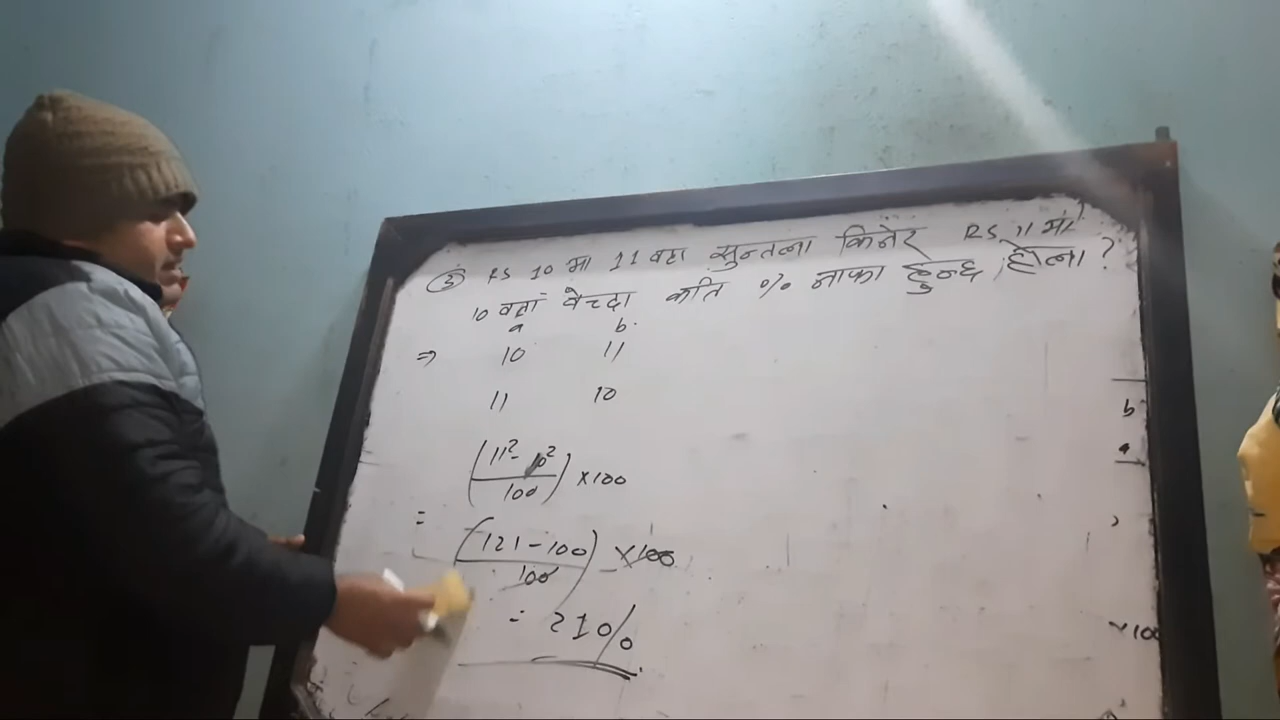 ③ RS 10 मा 11 वटा सुन्तला किनेर RS 11 मा
10 वटा वेच्दा कति % नाफा हुन्छ होला ?
a b.
⇒ 10 11
11 10
(11² - 10² / 100) × 100
= (121 - 100 / 100) × 100
= 21%
b
a
× 100